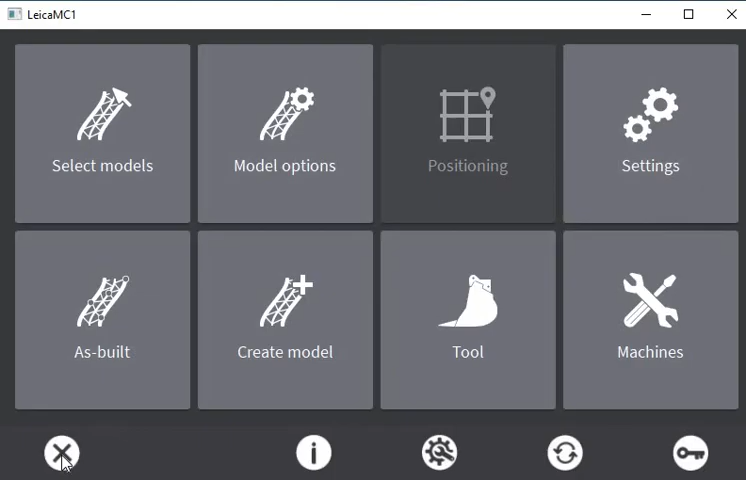 LeicaMC1
Select models
Model options
Positioning
Settings
As-built
Create model
Tool
Machines